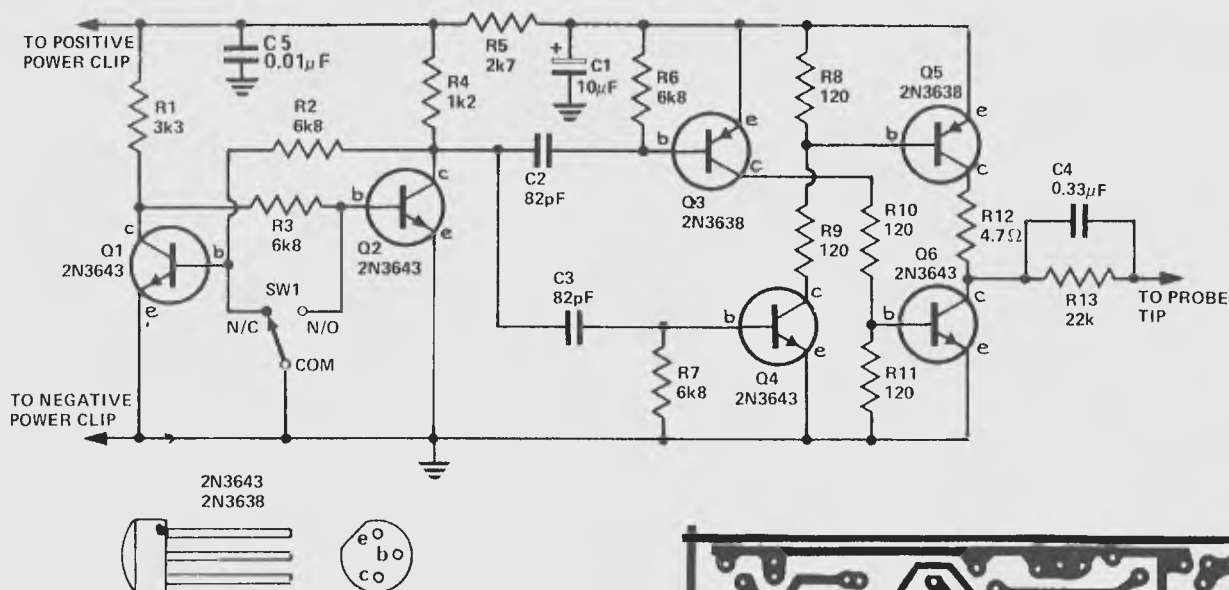 TO POSITIVE
POWER CLIP
C 5
0.01µF
R5
2k7
+
C1
10µF
R6
6k8
R8
120
Q5
2N3638
R1
3k3
R2
6k8
R4
1k2
e
b
c
b
e
c
C2
82pF
Q3
2N3638
C4
0.33µF
R3
6k8
b
c
e
Q2
2N3643
R9
120
R10
120
R12
4.7Ω
Q6
2N3643
c
Q1
2N3643
b
e
SW1
N/C
N/O
COM
C3
82pF
R13
22k
TO PROBE
TIP
b
c
e
Q4
2N3643
b
c
e
R7
6k8
R11
120
TO NEGATIVE
POWER CLIP
2N3643
2N3638
e
b
c